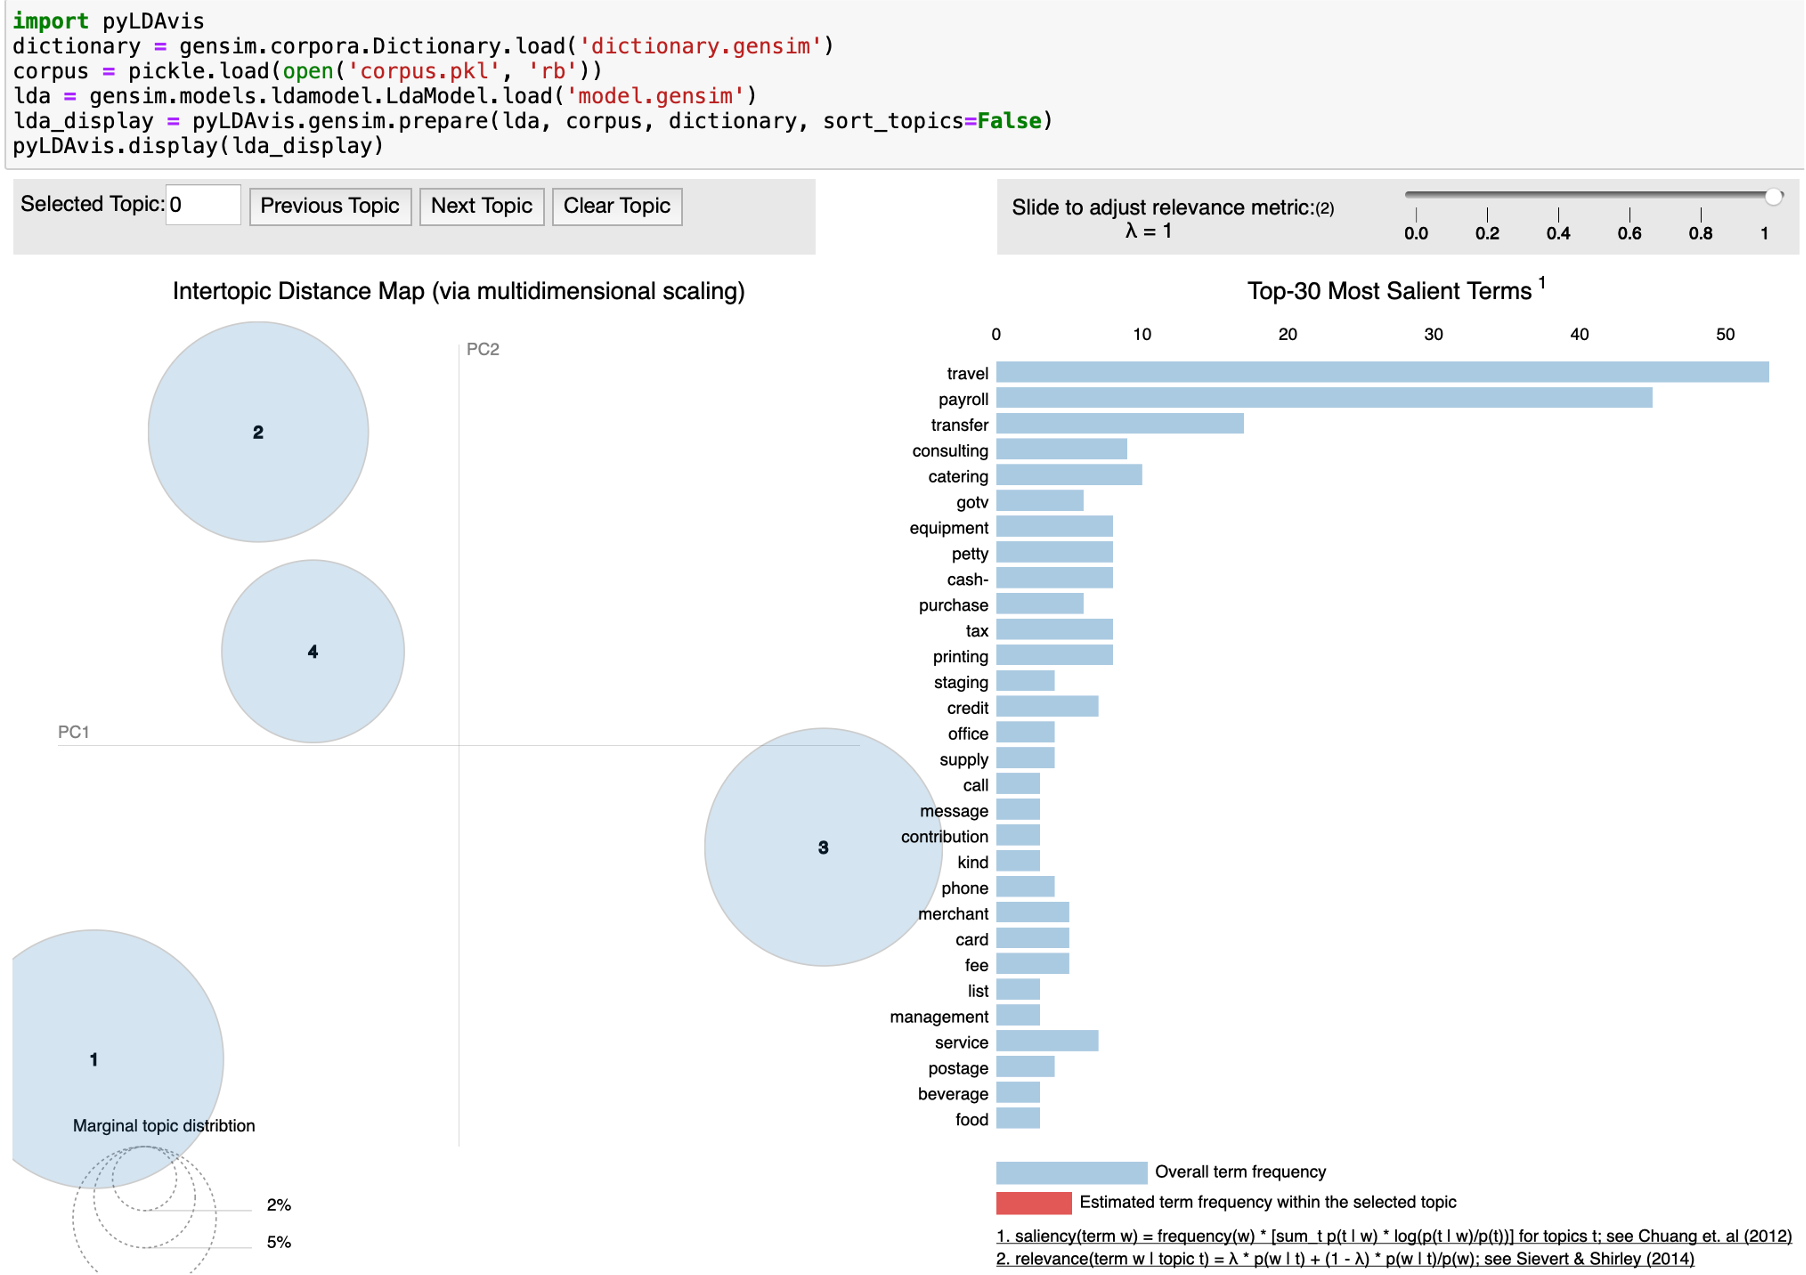 import pyLDAvis
dictionary = gensim.corpora.Dictionary.load('dictionary.gensim')
corpus = pickle.load(open('corpus.pkl', 'rb'))
lda = gensim.models.ldamodel.LdaModel.load('model.gensim')
lda_display = pyLDAvis.gensim.prepare(lda, corpus, dictionary, sort_topics=False)
pyLDAvis.display(lda_display)
Selected Topic: 0 Previous Topic Next Topic Clear Topic
Slide to adjust relevance metric:(2)
λ = 1
0.0 0.2 0.4 0.6 0.8 1
Intertopic Distance Map (via multidimensional scaling)
PC2
2
4
PC1
3
1
Marginal topic distribtion
2%
5%
Top-30 Most Salient Terms 1
0 10 20 30 40 50
travel
payroll
transfer
consulting
catering
gotv
equipment
petty
cash-
purchase
tax
printing
staging
credit
office
supply
call
message
contribution
kind
phone
merchant
card
fee
list
management
service
postage
beverage
food
Overall term frequency
Estimated term frequency within the selected topic
1. saliency(term w) = frequency(w) * [sum_t p(t | w) * log(p(t | w)/p(t))] for topics t; see Chuang et. al (2012)
2. relevance(term w | topic t) = λ * p(w | t) + (1 - λ) * p(w | t)/p(w); see Sievert & Shirley (2014)